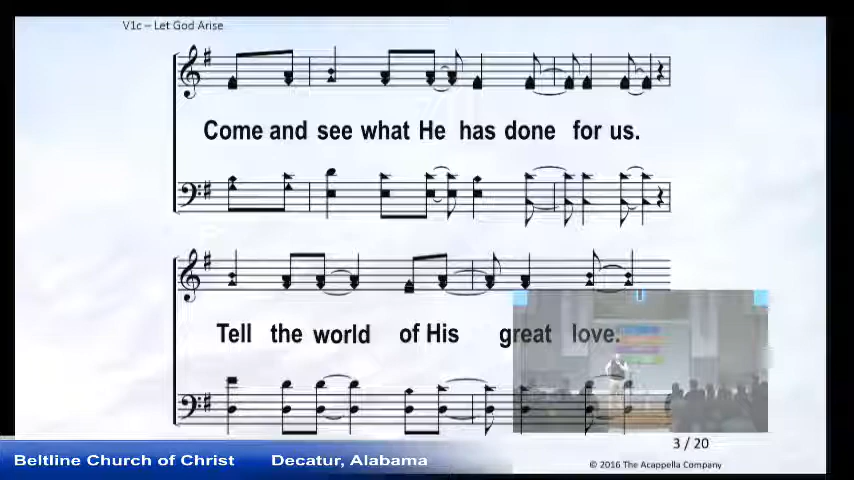 V1c – Let God Arise
Come and see what He has done for us.
Tell the world of His great love.
3 / 20
Beltline Church of Christ Decatur, Alabama
© 2016 The Acappella Company